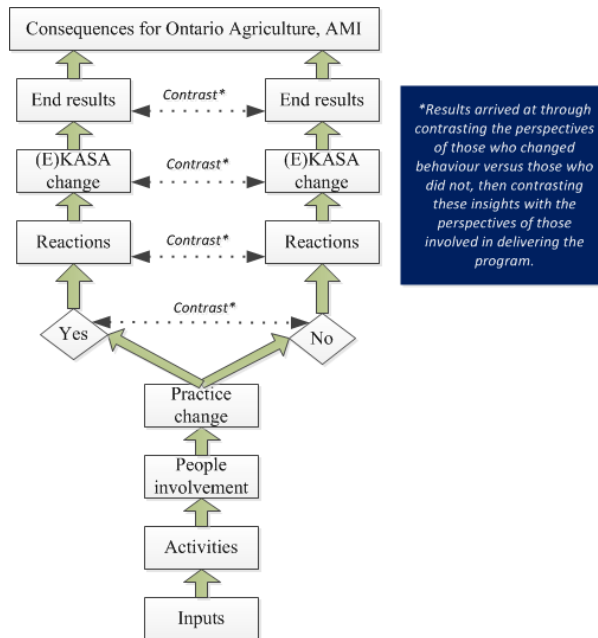 Consequences for Ontario Agriculture, AMI
End results
Contrast*
End results
(E)KASA
change
Contrast*
(E)KASA
change
Reactions
Contrast*
Reactions
Contrast*
Yes
No
Practice
change
People
involvement
Activities
Inputs
*Results arrived at through
contrasting the perspectives
of those who changed
behaviour versus those who
did not, then contrasting
these insights with the
perspectives of those
involved in delivering the
program.